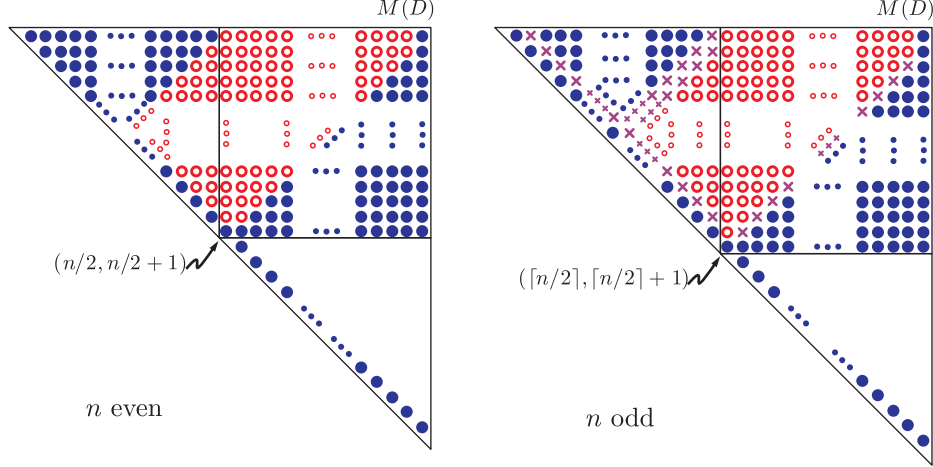 M(D)
M(D)
(n/2, n/2 + 1)
(⌈n/2⌉, ⌈n/2⌉ + 1)
n even
n odd